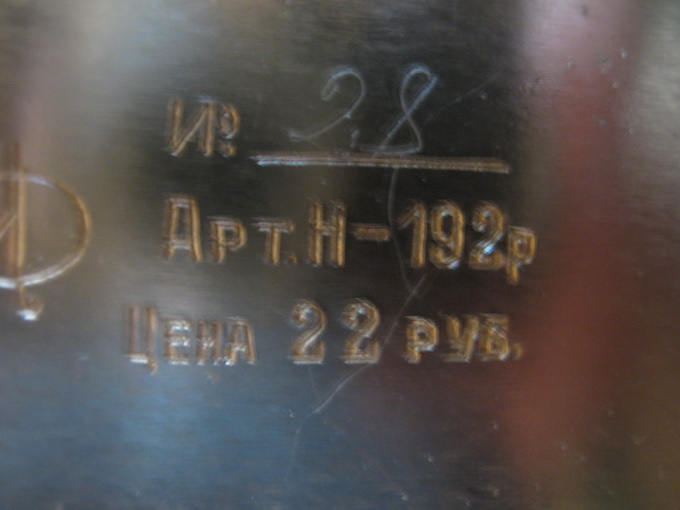 № 28
Арт. Н-192р
Цена 22 руб.